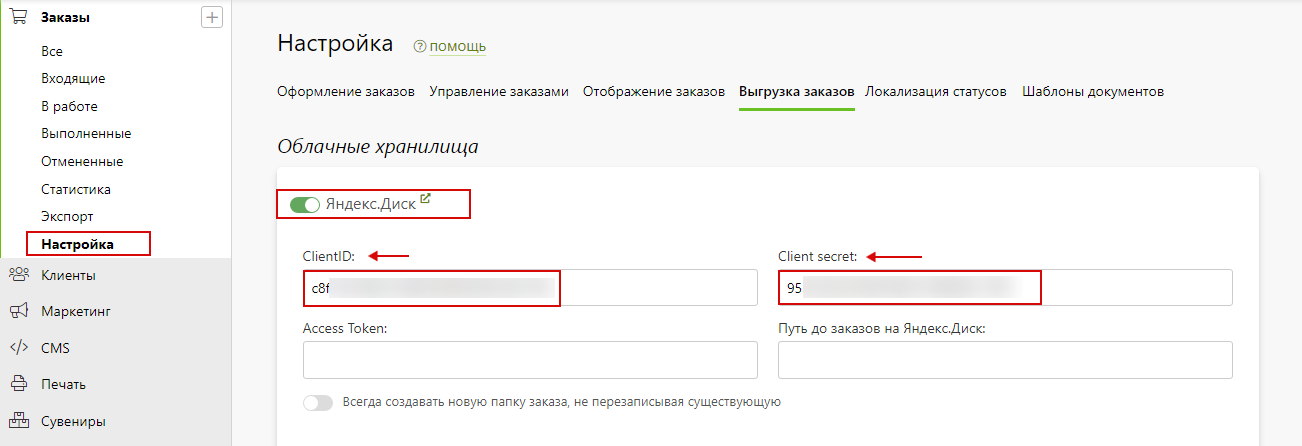 Заказы
Все
Входящие
В работе
Выполненные
Отмененные
Статистика
Экспорт
Настройка
Клиенты
Маркетинг
CMS
Печать
Сувениры
Настройка помощь
Оформление заказов Управление заказами Отображение заказов Выгрузка заказов Локализация статусов Шаблоны документов
Облачные хранилища
Яндекс.Диск
ClientID: Client secret:
c8f 95
Access Token: Путь до заказов на Яндекс.Диск:
Всегда создавать новую папку заказа, не перезаписывая существующую